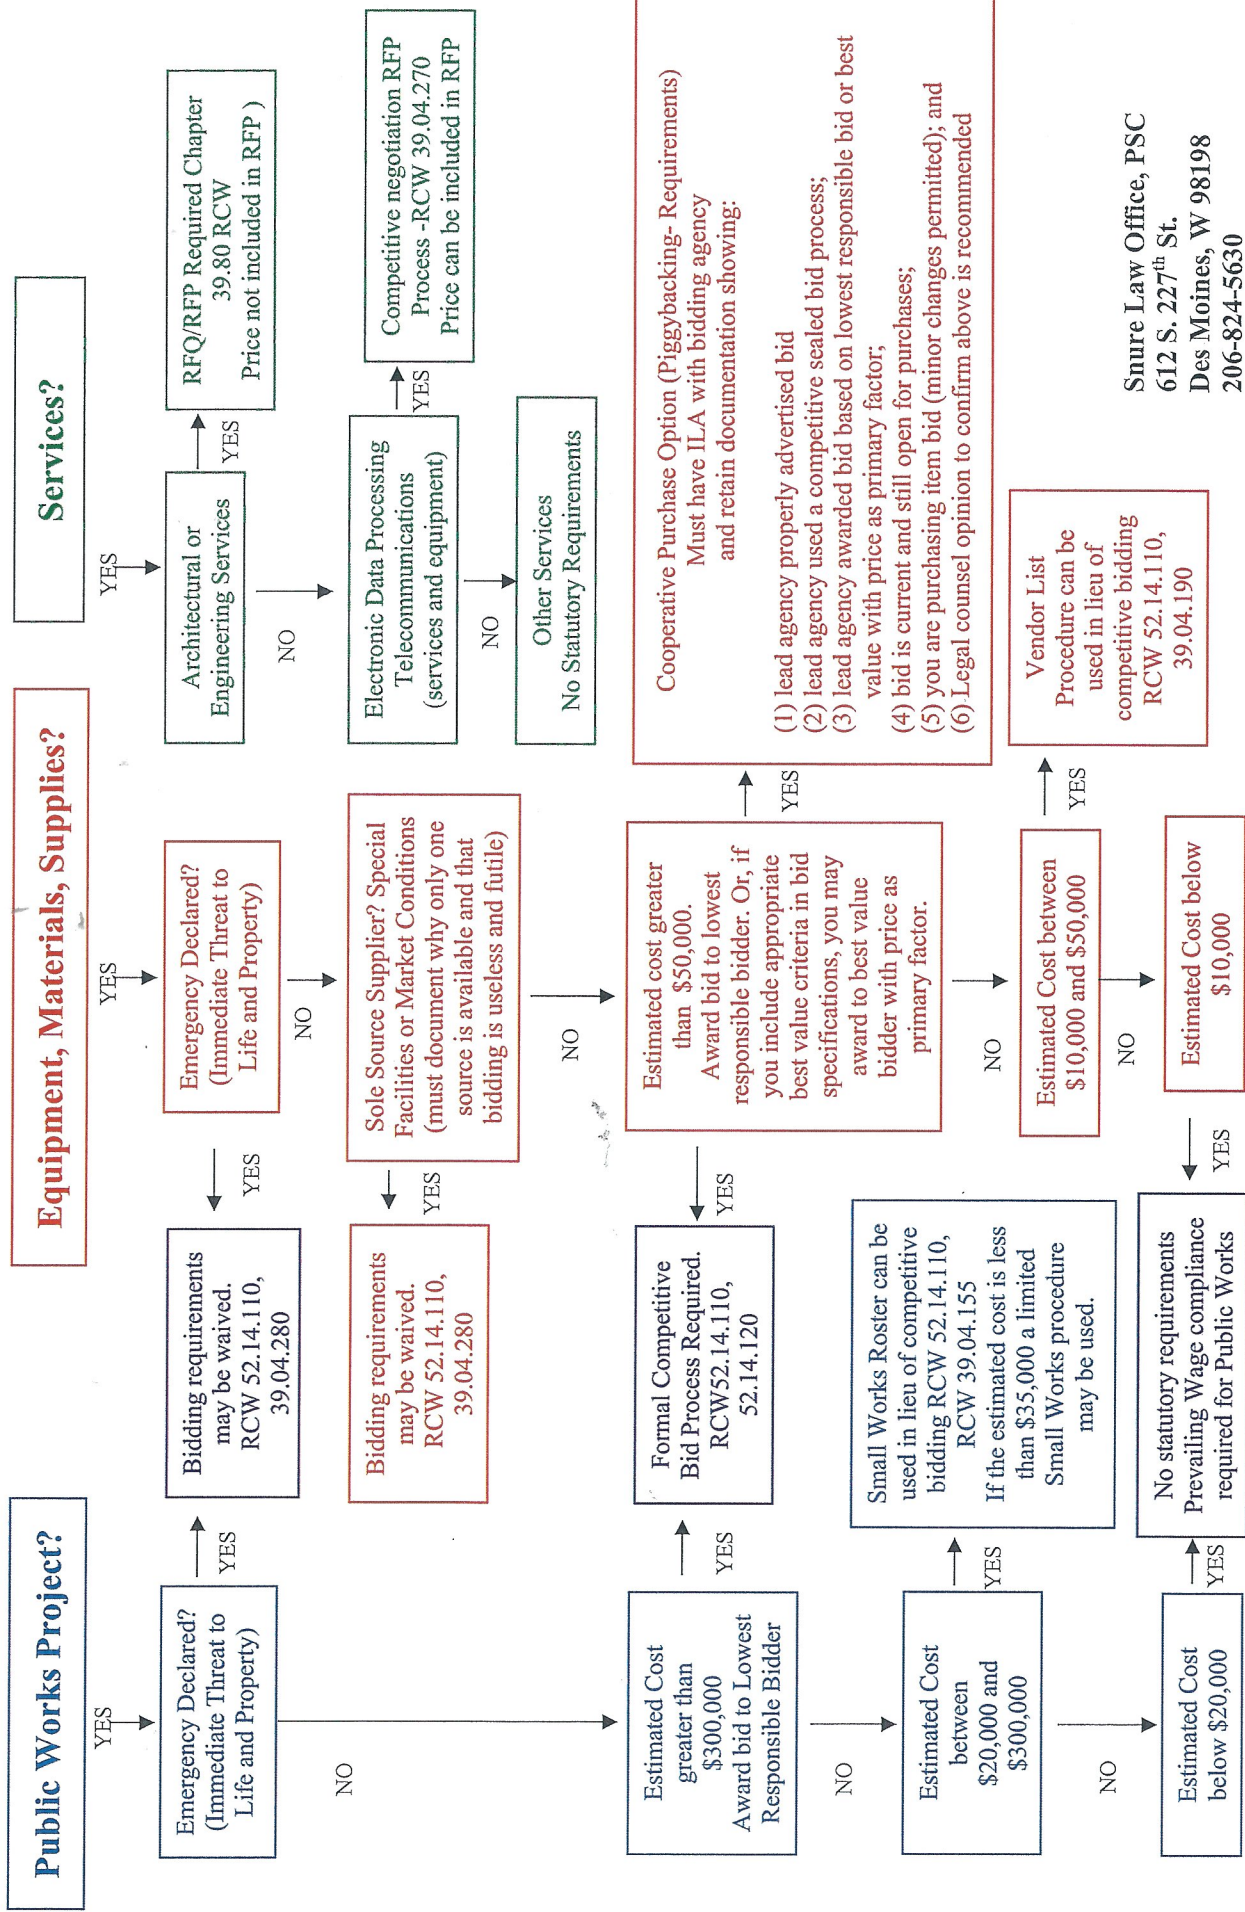 Public Works Project?
YES
Emergency Declared?
(Immediate Threat to
Life and Property)
YES
NO
Estimated Cost
greater than
$300,000
Award bid to Lowest
Responsible Bidder
YES
NO
Estimated Cost
between
$20,000 and
$300,000
YES
NO
Estimated Cost
below $20,000
YES
Bidding requirements
may be waived.
RCW 52.14.110,
39.04.280
Bidding requirements
may be waived.
RCW 52.14.110,
39.04.280
Formal Competitive
Bid Process Required.
RCW52.14.110,
52.14.120
Small Works Roster can be
used in lieu of competitive
bidding RCW 52.14.110,
RCW 39.04.155
If the estimated cost is less
than $35,000 a limited
Small Works procedure
may be used.
No statutory requirements
Prevailing Wage compliance
required for Public Works
Equipment, Materials, Supplies?
YES
Emergency Declared?
(Immediate Threat to
Life and Property)
YES
NO
Sole Source Supplier? Special
Facilities or Market Conditions
(must document why only one
source is available and that
bidding is useless and futile)
YES
NO
Estimated cost greater
than $50,000.
Award bid to lowest
responsible bidder. Or, if
you include appropriate
best value criteria in bid
specifications, you may
award to best value
bidder with price as
primary factor.
YES
YES
NO
Estimated Cost between
$10,000 and $50,000
YES
NO
Estimated Cost below
$10,000
YES
Services?
YES
Architectural or
Engineering Services
YES
RFQ/RFP Required Chapter
39.80 RCW
Price not included in RFP )
NO
Electronic Data Processing
Telecommunications
(services and equipment)
YES
Competitive negotiation RFP
Process -RCW 39.04.270
Price can be included in RFP
NO
Other Services
No Statutory Requirements
Cooperative Purchase Option (Piggybacking- Requirements)
Must have ILA with bidding agency
and retain documentation showing:
(1) lead agency properly advertised bid
(2) lead agency used a competitive sealed bid process;
(3) lead agency awarded bid based on lowest responsible bid or best
value with price as primary factor;
(4) bid is current and still open for purchases;
(5) you are purchasing item bid (minor changes permitted); and
(6) Legal counsel opinion to confirm above is recommended
Vendor List
Procedure can be
used in lieu of
competitive bidding
RCW 52.14.110,
39.04.190
Snure Law Office, PSC
612 S. 227th St.
Des Moines, W 98198
206-824-5630